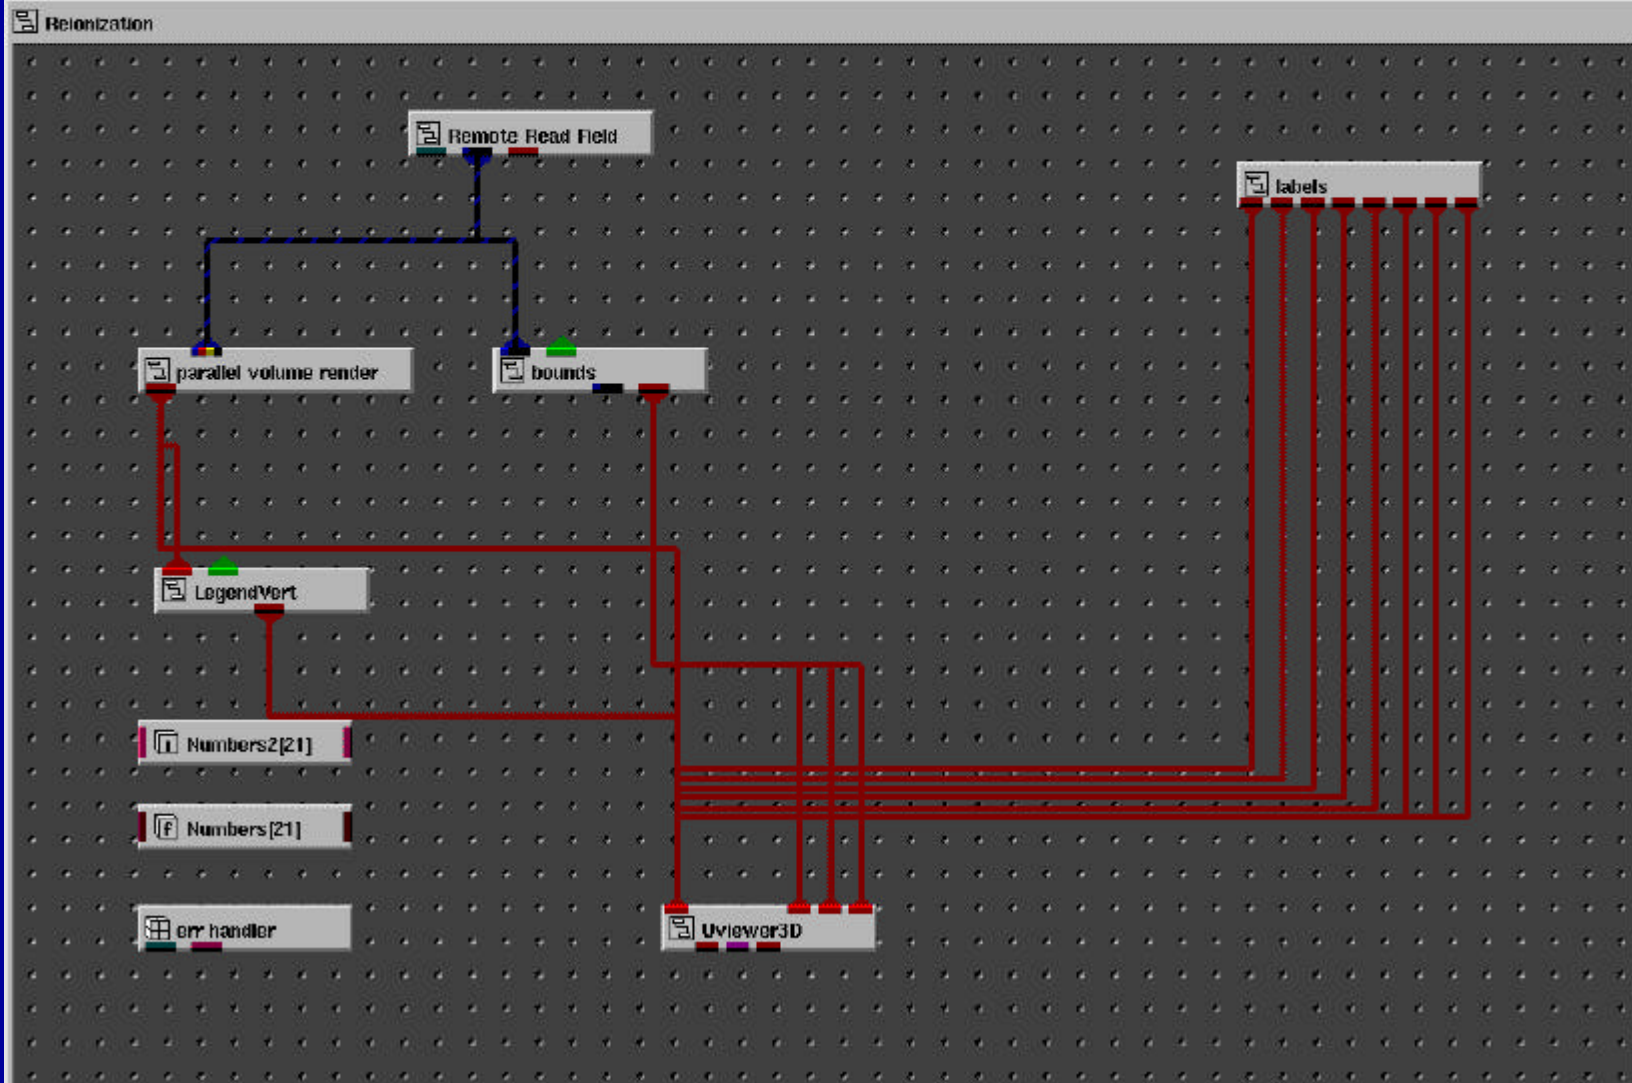 Reionization
Remote Read Field
labels
parallel volume render
bounds
LegendVert
i Numbers2[21]
f Numbers[21]
err handler
Uviewer3D